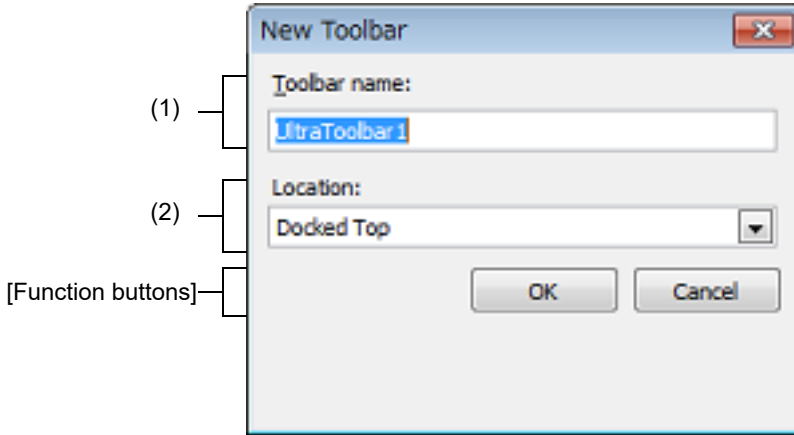 New Toolbar
(1)
Toolbar name:
UltraToolbar1
(2)
Location:
Docked Top
[Function buttons]
OK
Cancel